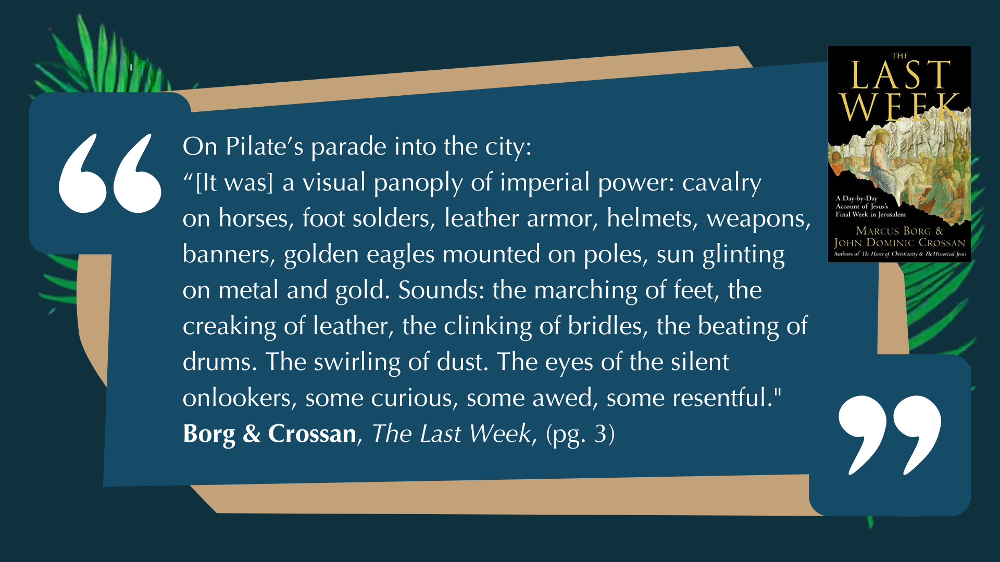 On Pilate’s parade into the city:
“[It was] a visual panoply of imperial power: cavalry
on horses, foot solders, leather armor, helmets, weapons,
banners, golden eagles mounted on poles, sun glinting
on metal and gold. Sounds: the marching of feet, the
creaking of leather, the clinking of bridles, the beating of
drums. The swirling of dust. The eyes of the silent
onlookers, some curious, some awed, some resentful."
Borg & Crossan, The Last Week, (pg. 3)
THE
LAST
WEEK
A Day-by-Day
Account of Jesus's
Final Week in Jerusalem
MARCUS BORG &
JOHN DOMINIC CROSSAN
Authors of The Heart of Christianity & The Historical Jesus